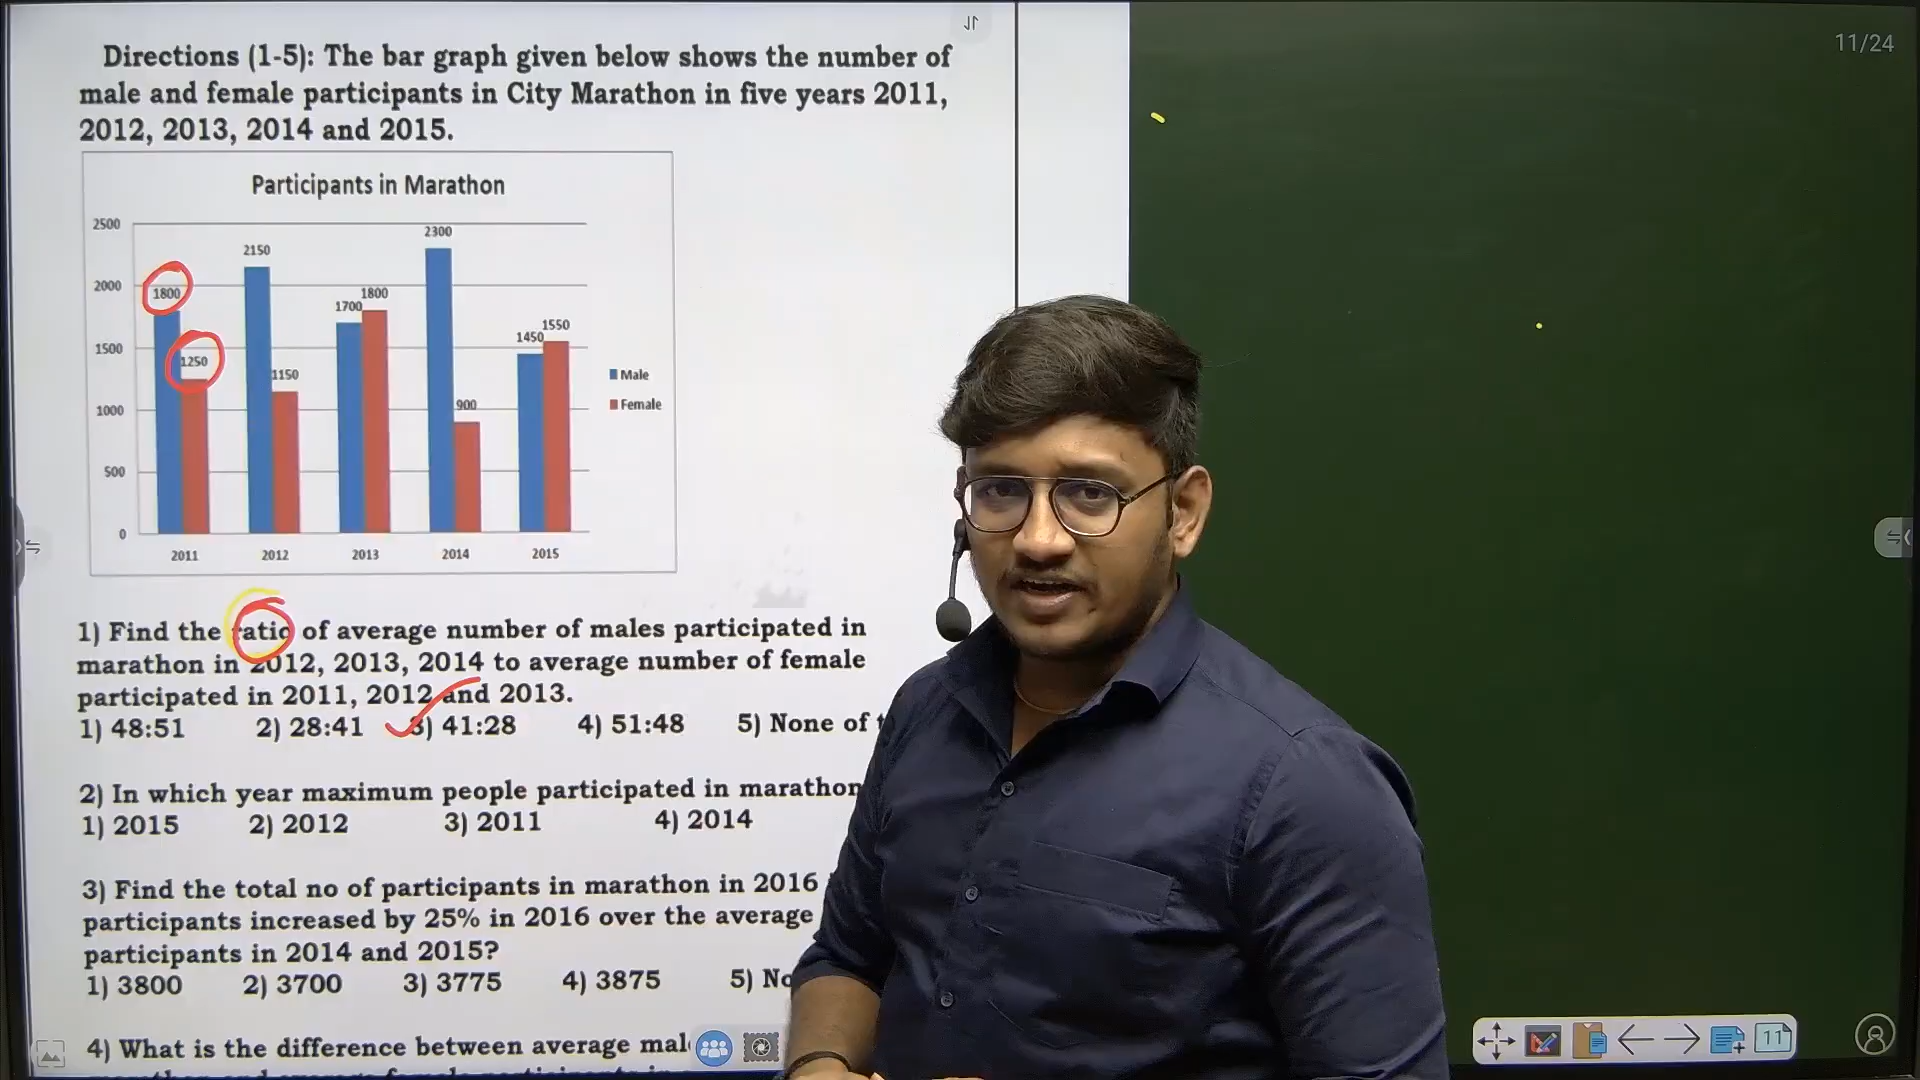 11/24
Directions (1-5): The bar graph given below shows the number of
male and female participants in City Marathon in five years 2011,
2012, 2013, 2014 and 2015.
Participants in Marathon
2500
2000
1500
1000
500
0
1800
1250
2150
1150
1700
1800
2300
900
1450
1550
Male
Female
2011 2012 2013 2014 2015
1) Find the ratio of average number of males participated in
marathon in 2012, 2013, 2014 to average number of female
participated in 2011, 2012 and 2013.
1) 48:51 2) 28:41 3) 41:28 4) 51:48 5) None of
2) In which year maximum people participated in marathon
1) 2015 2) 2012 3) 2011 4) 2014
3) Find the total no of participants in marathon in 2016
participants increased by 25% in 2016 over the average
participants in 2014 and 2015?
1) 3800 2) 3700 3) 3775 4) 3875 5)
4) What is the difference between average
11